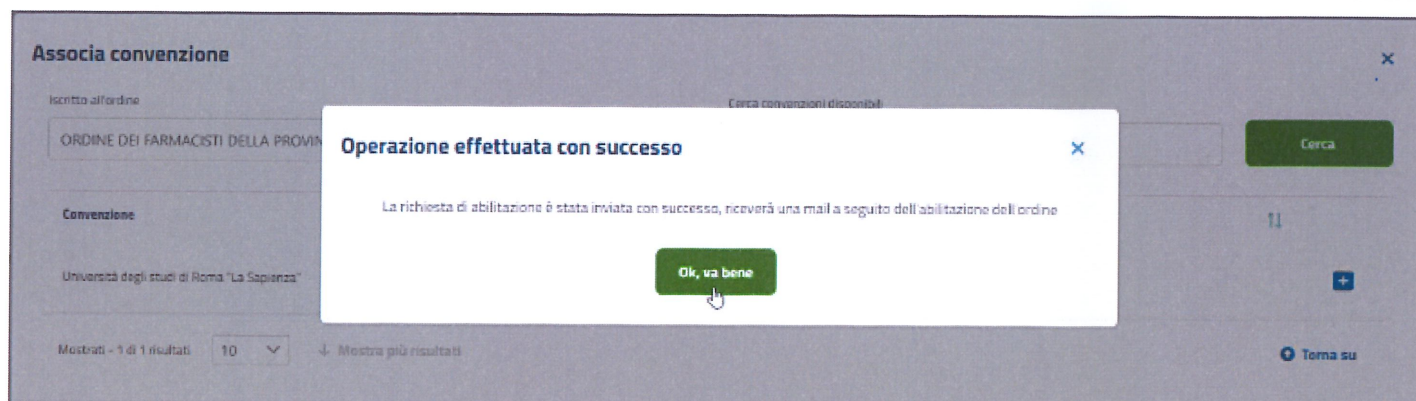 Associa convenzione
Iscritto all'ordine
Cerca convenzioni disponibili
ORDINE DEI FARMACISTI DELLA PROVIN
Cerca
Operazione effettuata con successo
La richiesta di abilitazione è stata inviata con successo, riceverà una mail a seguito dell'abilitazione dell'ordine
Ok, va bene
Convenzione
Università degli studi di Roma "La Sapienza"
Mostrati - 1 di 1 risultati
10
Mostra più risultati
Torna su